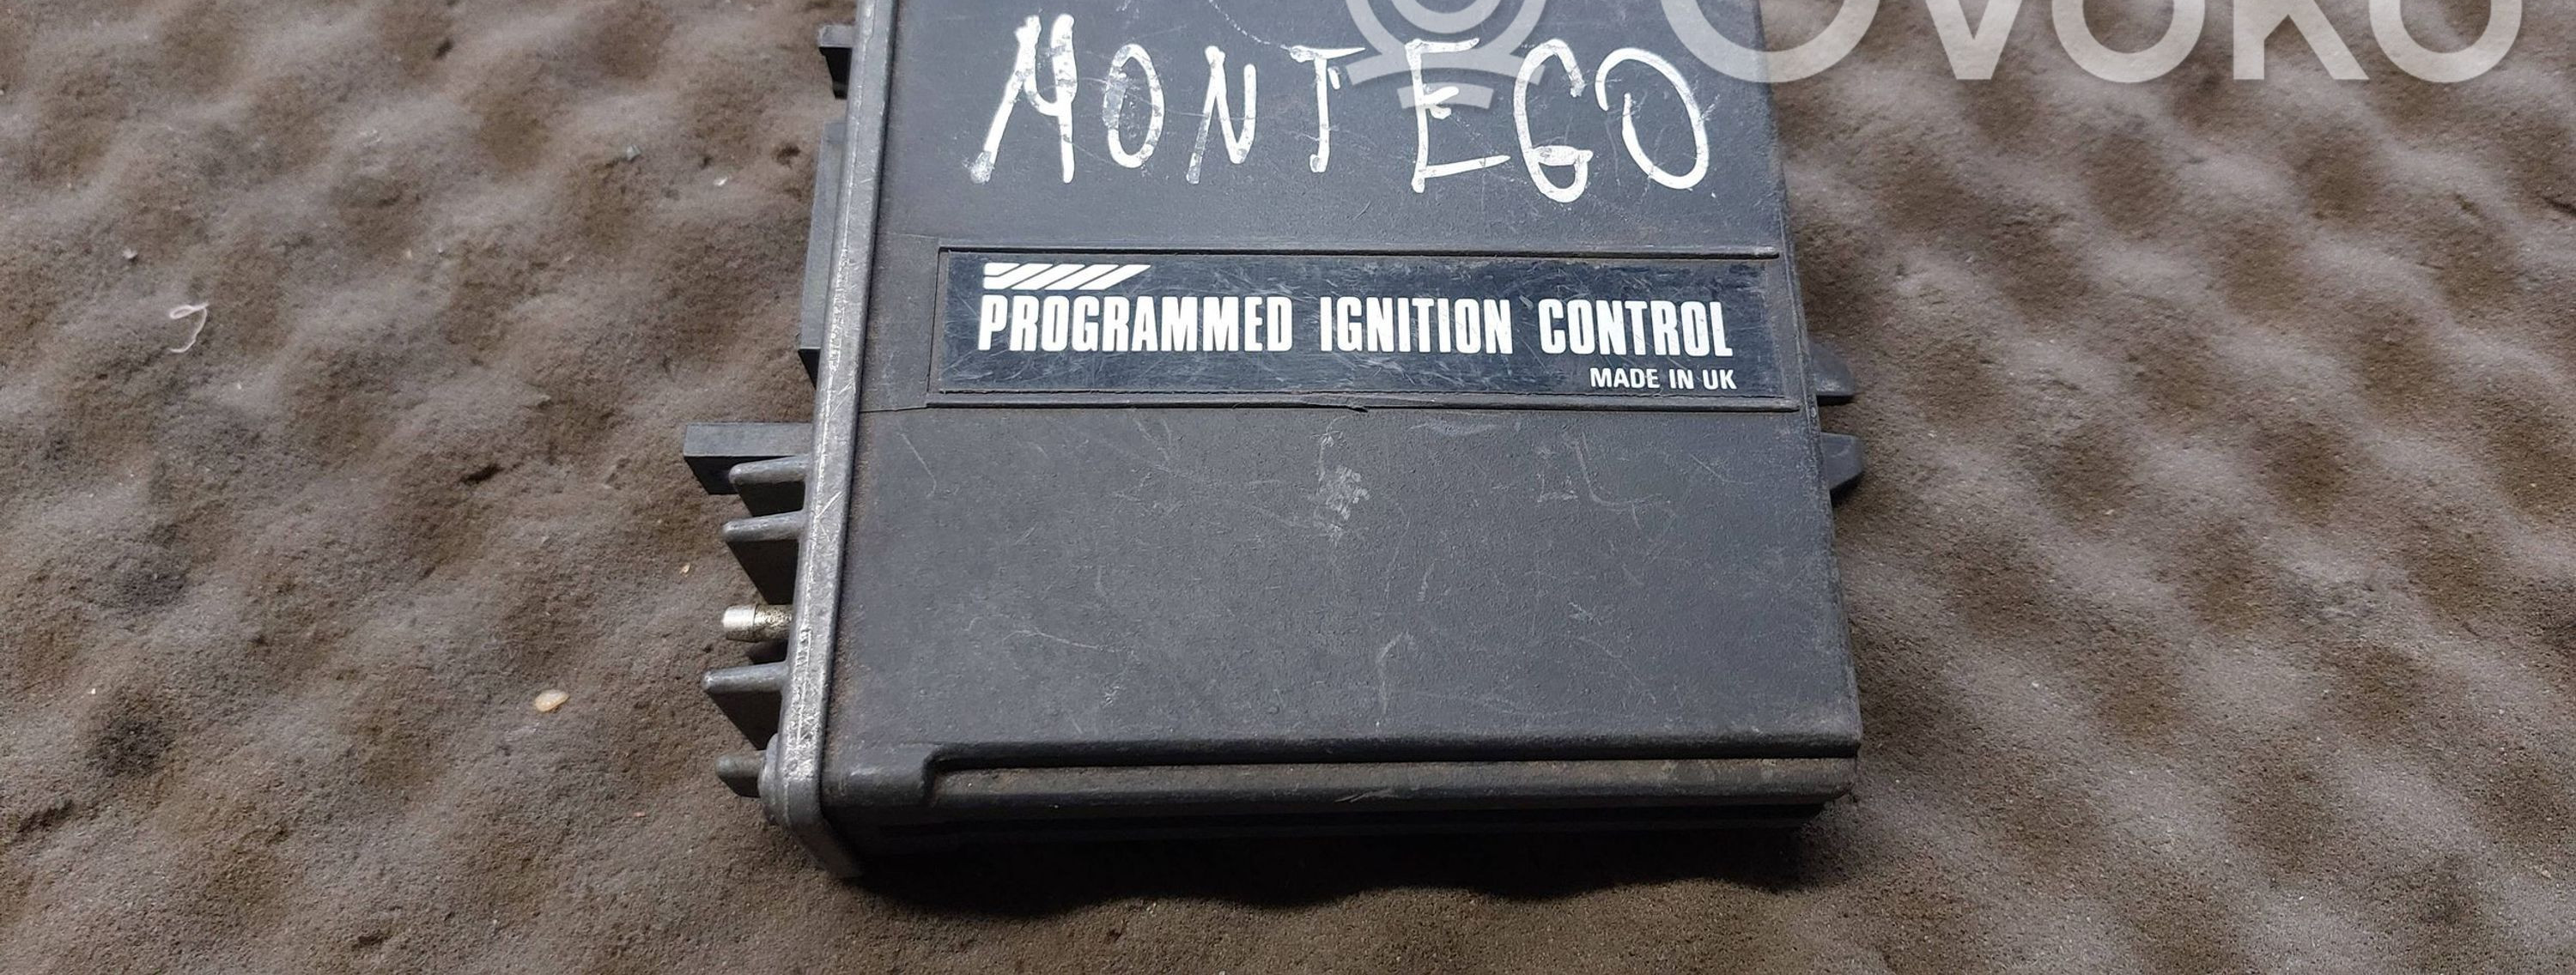 OVOKO
MONTEGO
PROGRAMMED IGNITION CONTROL
MADE IN UK